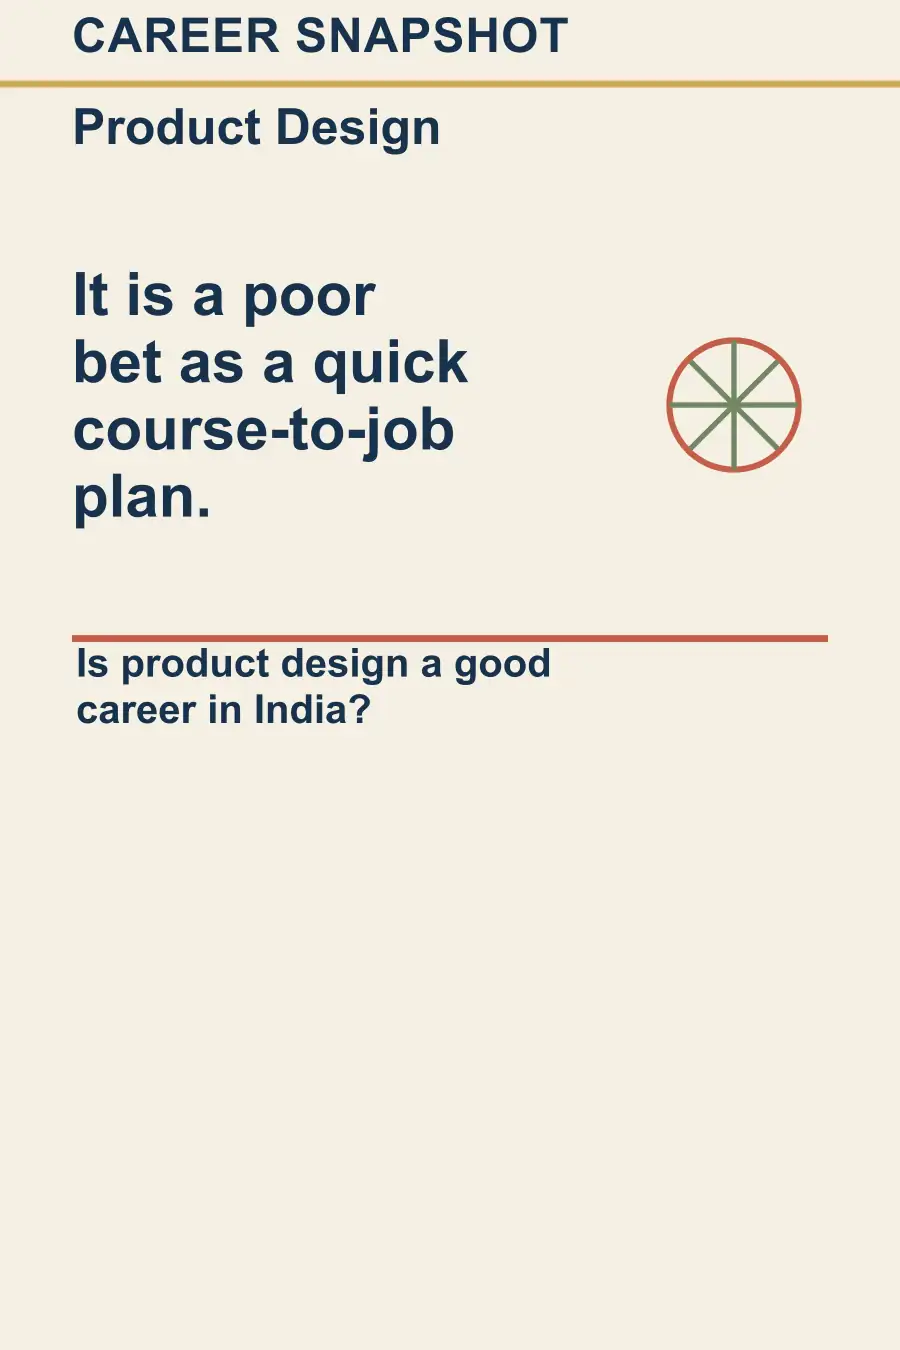 CAREER SNAPSHOT
Product Design
It is a poor
bet as a quick
course-to-job
plan.
Is product design a good
career in India?